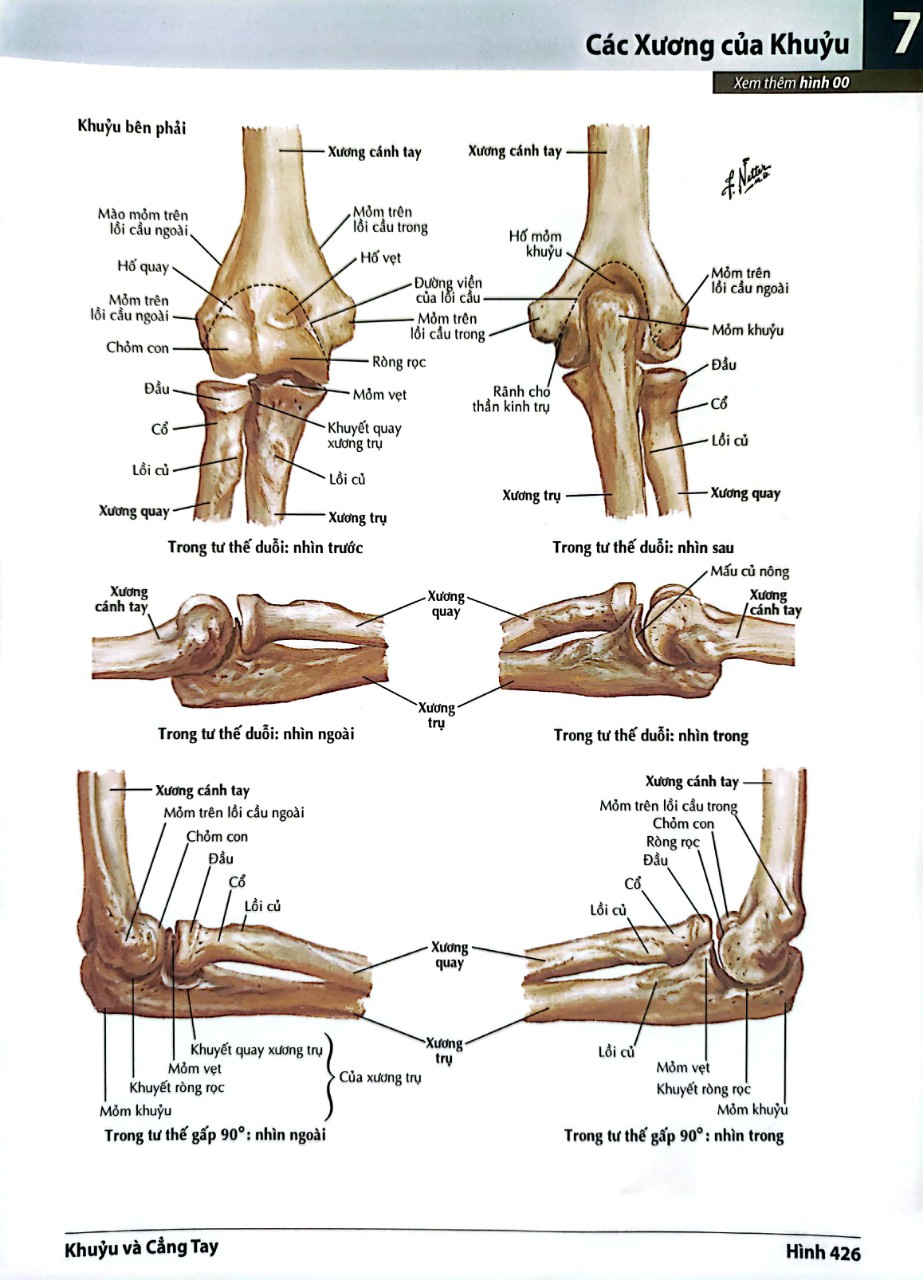 Các Xương của Khuỷu
7
Xem thêm hình 00
Khuỷu bên phải
Xương cánh tay
Mào mỏm trên
lồi cầu ngoài
Mỏm trên
lồi cầu trong
Hố quay
Hố vẹt
Mỏm trên
lồi cầu ngoài
Đường viền
của lồi cầu
Mỏm trên
lồi cầu trong
Chỏm con
Ròng rọc
Đầu
Mỏm vẹt
Cổ
Khuyết quay
xương trụ
Lồi củ
Lồi củ
Xương quay
Xương trụ
Trong tư thế duỗi: nhìn trước
Xương cánh tay
F. Netter
M.D.
Hố mỏm
khuỷu
Mỏm trên
lồi cầu ngoài
Mỏm khuỷu
Đầu
Rãnh cho
thần kinh trụ
Cổ
Lồi củ
Xương trụ
Xương quay
Trong tư thế duỗi: nhìn sau
Xương
cánh tay
Xương
quay
Mấu củ nông
Xương
cánh tay
Xương
trụ
Trong tư thế duỗi: nhìn ngoài
Trong tư thế duỗi: nhìn trong
Xương cánh tay
Mỏm trên lồi cầu ngoài
Chỏm con
Đầu
Cổ
Lồi củ
Xương
quay
Xương
trụ
Khuyết quay xương trụ
Mỏm vẹt
Khuyết ròng rọc
Mỏm khuỷu
Của xương trụ
Trong tư thế gấp 90°: nhìn ngoài
Xương cánh tay
Mỏm trên lồi cầu trong
Chỏm con
Ròng rọc
Đầu
Cổ
Lồi củ
Lồi củ
Mỏm vẹt
Khuyết ròng rọc
Mỏm khuỷu
Trong tư thế gấp 90°: nhìn trong
Khuỷu và Cẳng Tay
Hình 426